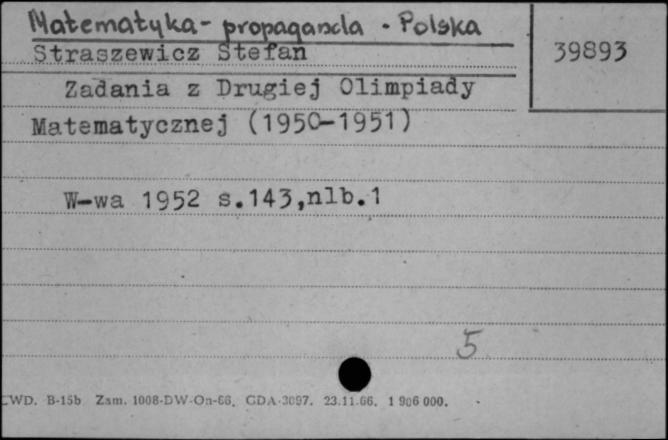 Matematyka - propaganda - Polska
Straszewicz Stefan
39893
Zadania z Drugiej Olimpiady
Matematycznej (1950-1951)
W-wa 1952 s.143,nlb.1
5
CWD. B-15b Zam. 1008-DW-On-66. GDA-3097. 23.11.66. 1 906 000.